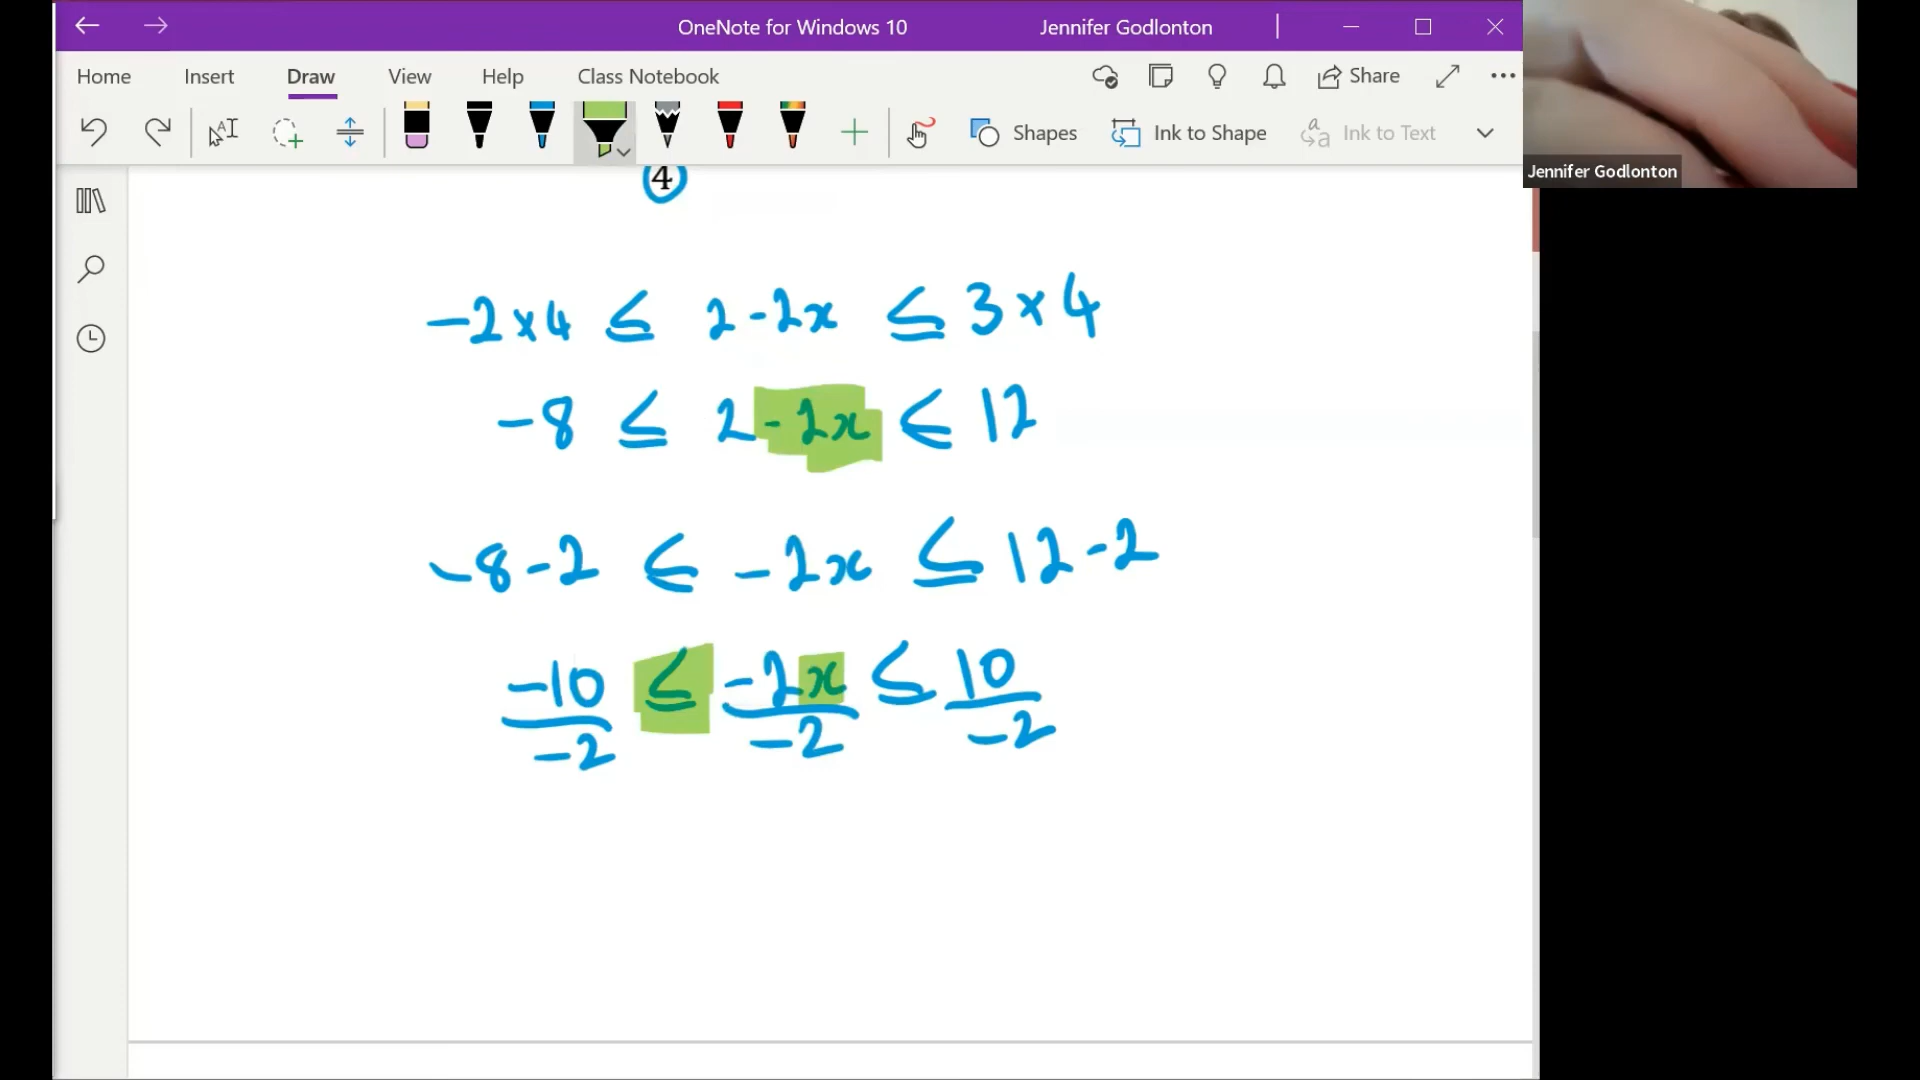 OneNote for Windows 10 Jennifer Godlonton
Home Insert Draw View Help Class Notebook Share
Shapes Ink to Shape Ink to Text
Jennifer Godlonton
4
-2 × 4 ≤ 2 - 2x ≤ 3 × 4
-8 ≤ 2 - 2x ≤ 12
-8 - 2 ≤ -2x ≤ 12 - 2
-10 ≤ -2x ≤ 10
-2 -2 -2